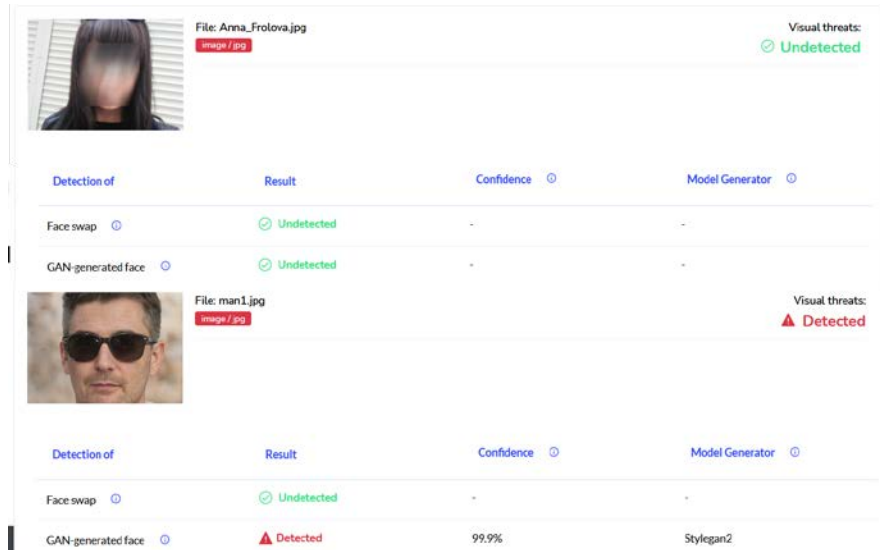 File: Anna_Frolova.jpg
Visual threats:
image / jpg
Undetected
Detection of Result Confidence Model Generator
Face swap Undetected - -
GAN-generated face Undetected - -
File: man1.jpg
Visual threats:
image / jpg
Detected
Detection of Result Confidence Model Generator
Face swap Undetected - -
GAN-generated face Detected 99.9% Stylegan2